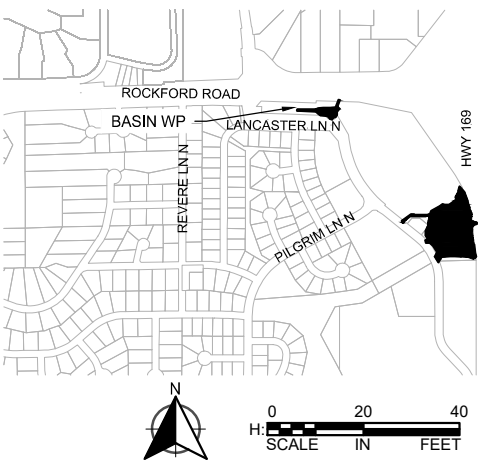 ROCKFORD ROAD
BASIN WP
LANCASTER LN N
HWY 169
REVERE LN N
PILGRIM LN N
N
0 20 40
H:
SCALE IN FEET